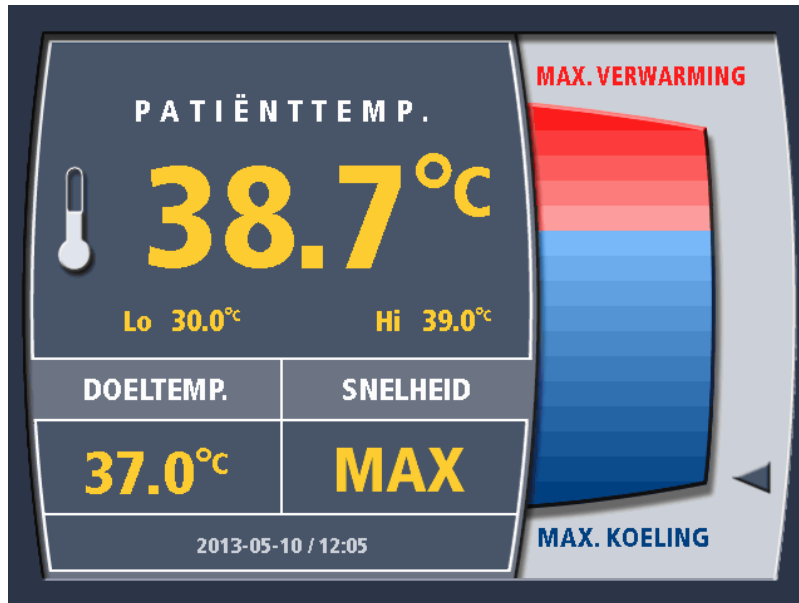 PATIËNTTEMP.
38.7°C
Lo 30.0°C Hi 39.0°C
DOELTEMP. SNELHEID
37.0°C MAX
2013-05-10 / 12:05
MAX. VERWARMING
MAX. KOELING